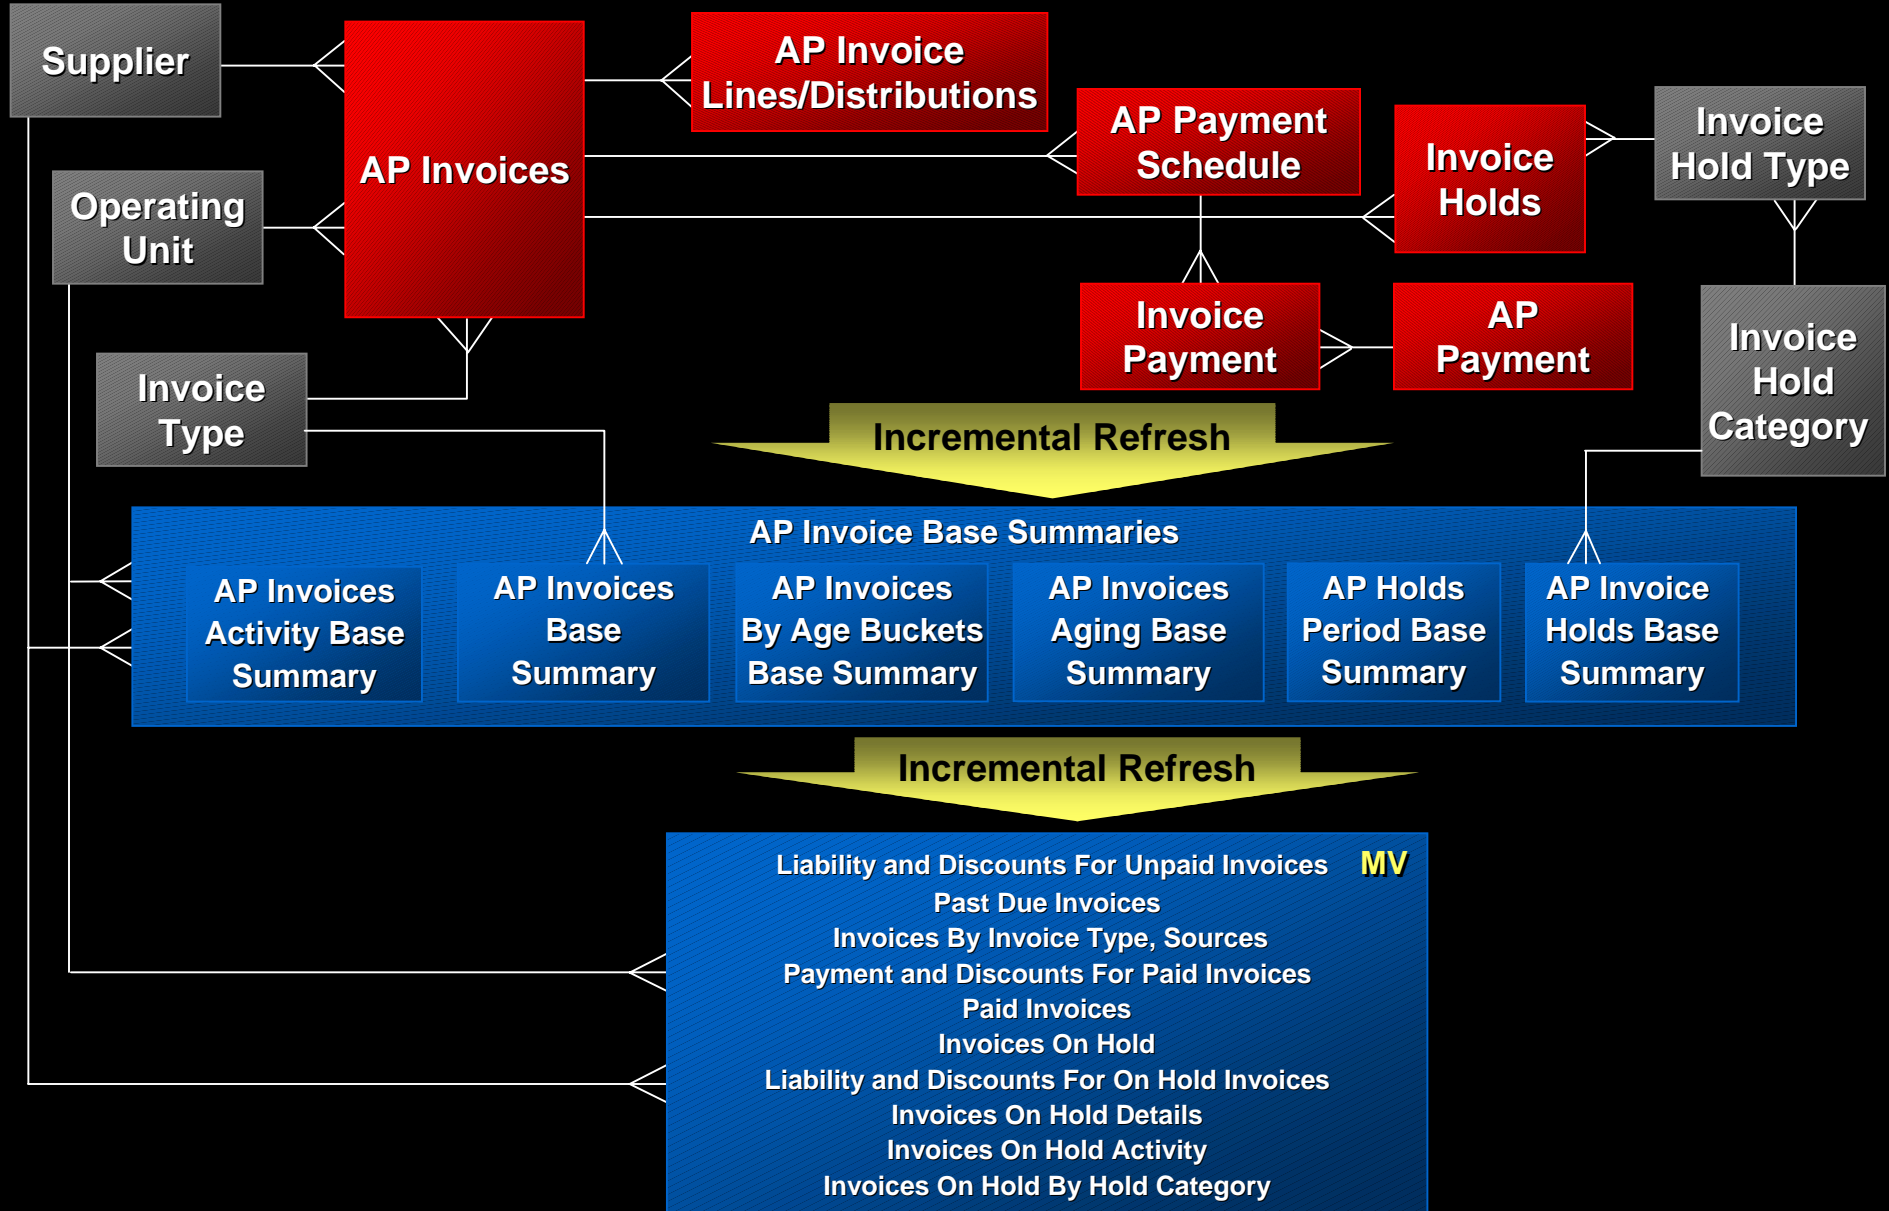 Supplier
AP Invoice
Lines/Distributions
AP Invoices
AP Payment
Schedule
Invoice
Holds
Invoice
Hold Type
Operating
Unit
Invoice
Payment
AP
Payment
Invoice
Hold
Category
Invoice
Type
Incremental Refresh
AP Invoice Base Summaries
AP Invoices
Activity Base
Summary
AP Invoices
Base
Summary
AP Invoices
By Age Buckets
Base Summary
AP Invoices
Aging Base
Summary
AP Holds
Period Base
Summary
AP Invoice
Holds Base
Summary
Incremental Refresh
Liability and Discounts For Unpaid Invoices MV
Past Due Invoices
Invoices By Invoice Type, Sources
Payment and Discounts For Paid Invoices
Paid Invoices
Invoices On Hold
Liability and Discounts For On Hold Invoices
Invoices On Hold Details
Invoices On Hold Activity
Invoices On Hold By Hold Category